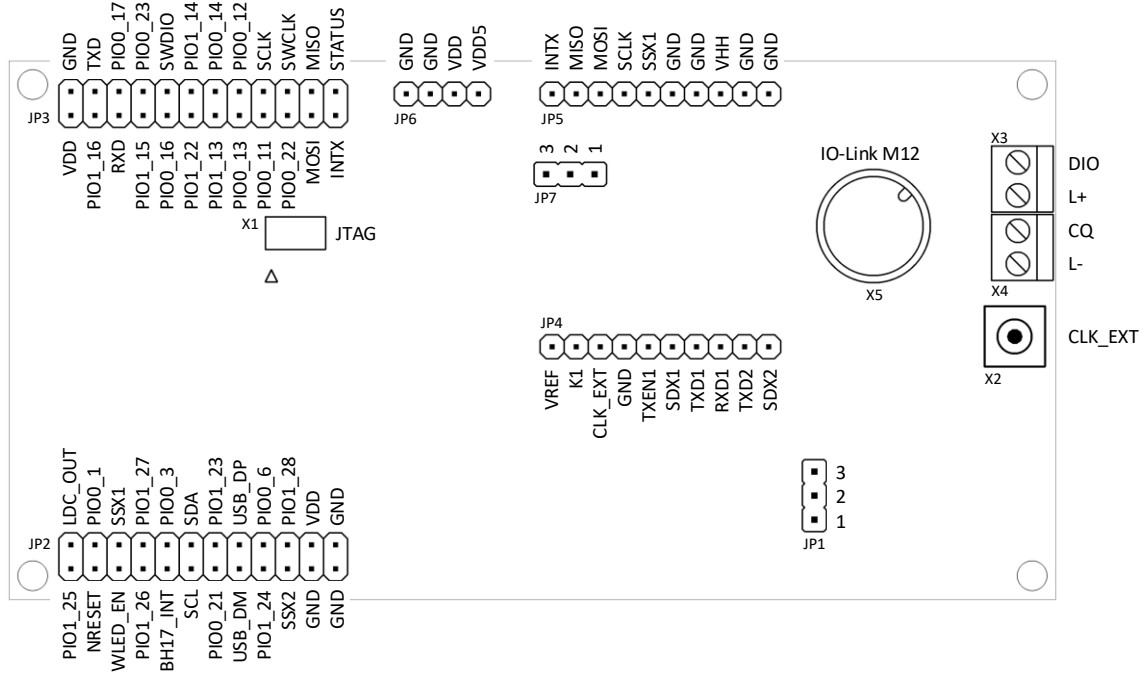 GND
TXD
PIO0_17
PIO0_23
SWDIO
PIO1_14
PIO0_14
PIO0_12
SCLK
SWCLK
MISO
STATUS
JP3
VDD
PIO1_16
RXD
PIO1_15
PIO0_16
PIO1_22
PIO1_13
PIO0_13
PIO0_11
PIO0_22
MOSI
INTX
GND
GND
VDD
VDD5
JP6
INTX
MISO
MOSI
SCLK
SSX1
GND
GND
VHH
GND
GND
JP5
3
2
1
JP7
IO-Link M12
X5
X3
DIO
L+
CQ
L-
X4
X1
JTAG
CLK_EXT
X2
JP4
VREF
K1
CLK_EXT
GND
TXEN1
SDX1
TXD1
RXD1
TXD2
SDX2
3
2
1
JP1
LDC_OUT
PIO0_1
SSX1
PIO1_27
PIO0_3
SDA
PIO1_23
USB_DP
PIO0_6
PIO1_28
VDD
GND
JP2
PIO1_25
NRESET
WLED_EN
PIO1_26
BH17_INT
SCL
PIO0_21
USB_DM
PIO1_24
SSX2
GND
GND